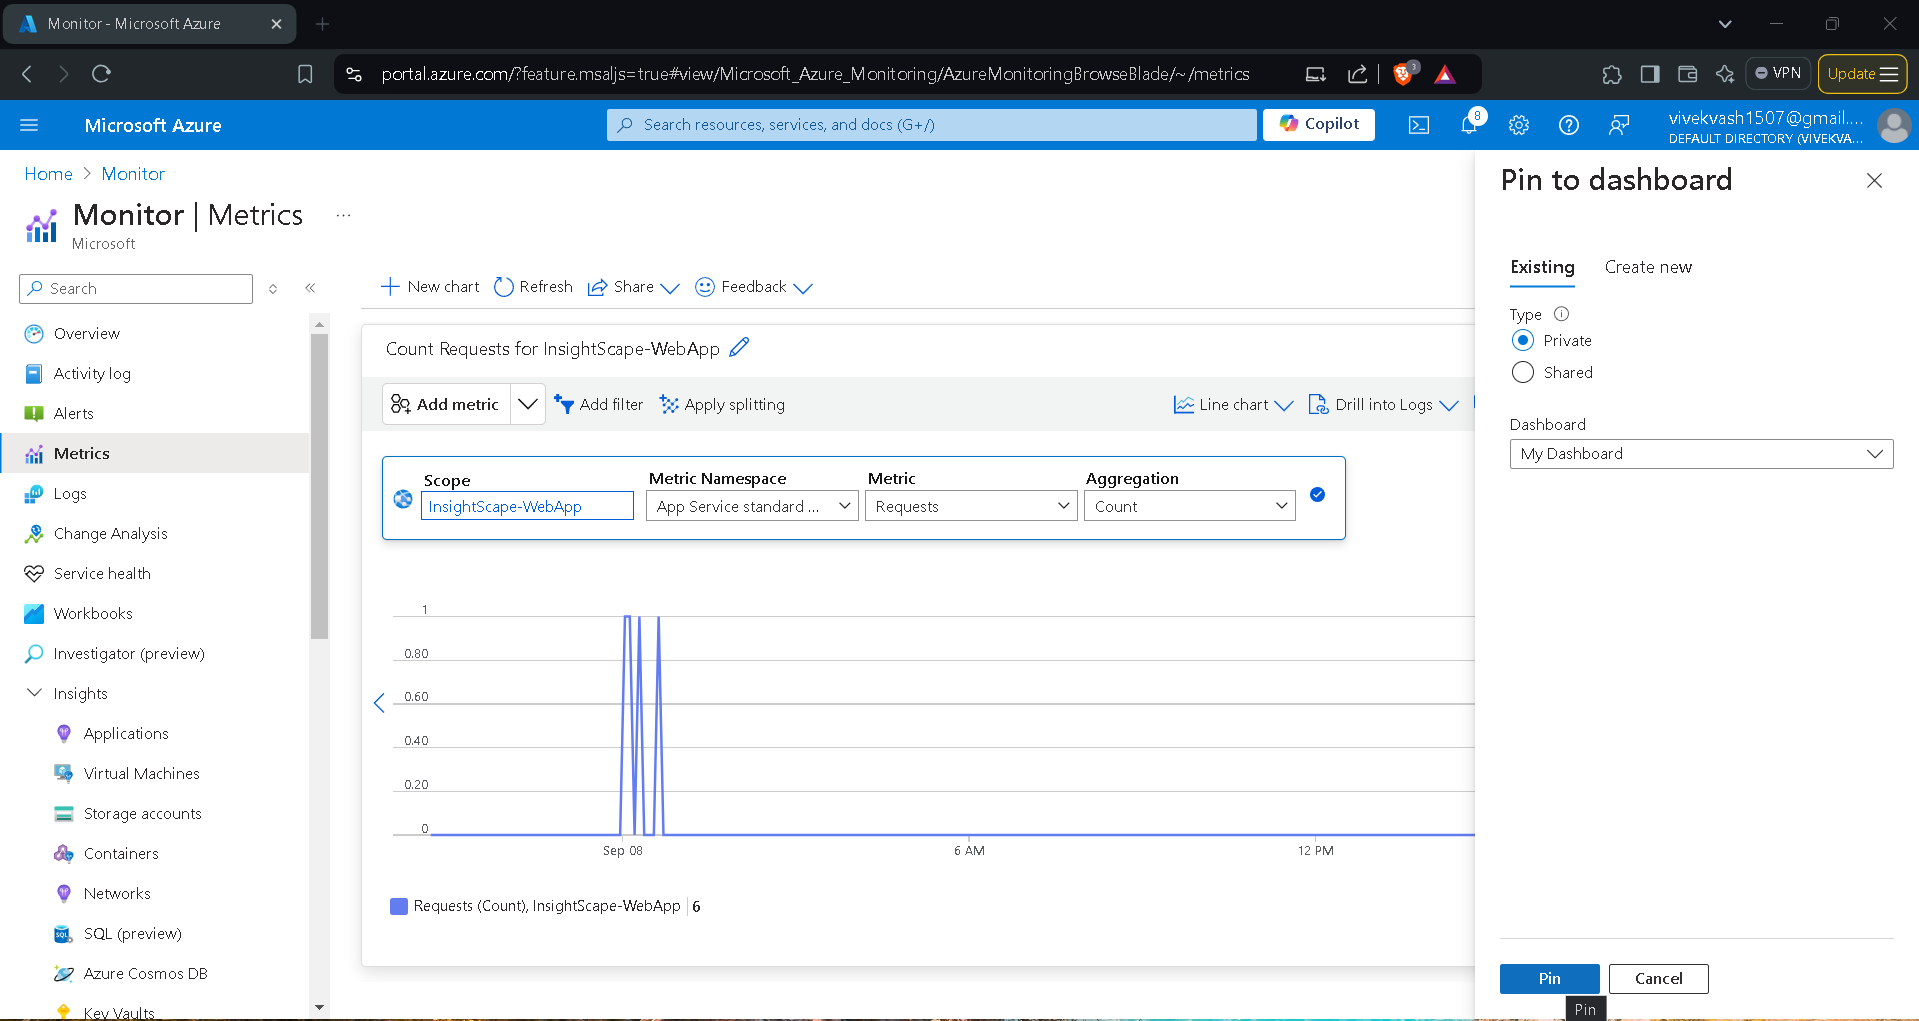 Monitor - Microsoft Azure
portal.azure.com/?feature.msaljs=true#view/Microsoft_Azure_Monitoring/AzureMonitoringBrowseBlade/~/metrics
3
VPN
Update
Microsoft Azure
Search resources, services, and docs (G+/)
Copilot
8
vivekvash1507@gmail....
DEFAULT DIRECTORY (VIVEKVA...
Home > Monitor
Monitor | Metrics
...
Microsoft
Search
Overview
Activity log
Alerts
Metrics
Logs
Change Analysis
Service health
Workbooks
Investigator (preview)
Insights
Applications
Virtual Machines
Storage accounts
Containers
Networks
SQL (preview)
Azure Cosmos DB
Key Vaults
New chart
Refresh
Share
Feedback
Count Requests for InsightScape-WebApp
Add metric
Add filter
Apply splitting
Line chart
Drill into Logs
Scope
InsightScape-WebApp
Metric Namespace
App Service standard ...
Metric
Requests
Aggregation
Count
1
0.80
0.60
0.40
0.20
0
Sep 08
6 AM
12 PM
Requests (Count), InsightScape-WebApp | 6
Pin to dashboard
Existing
Create new
Type
Private
Shared
Dashboard
My Dashboard
Pin
Cancel
Pin